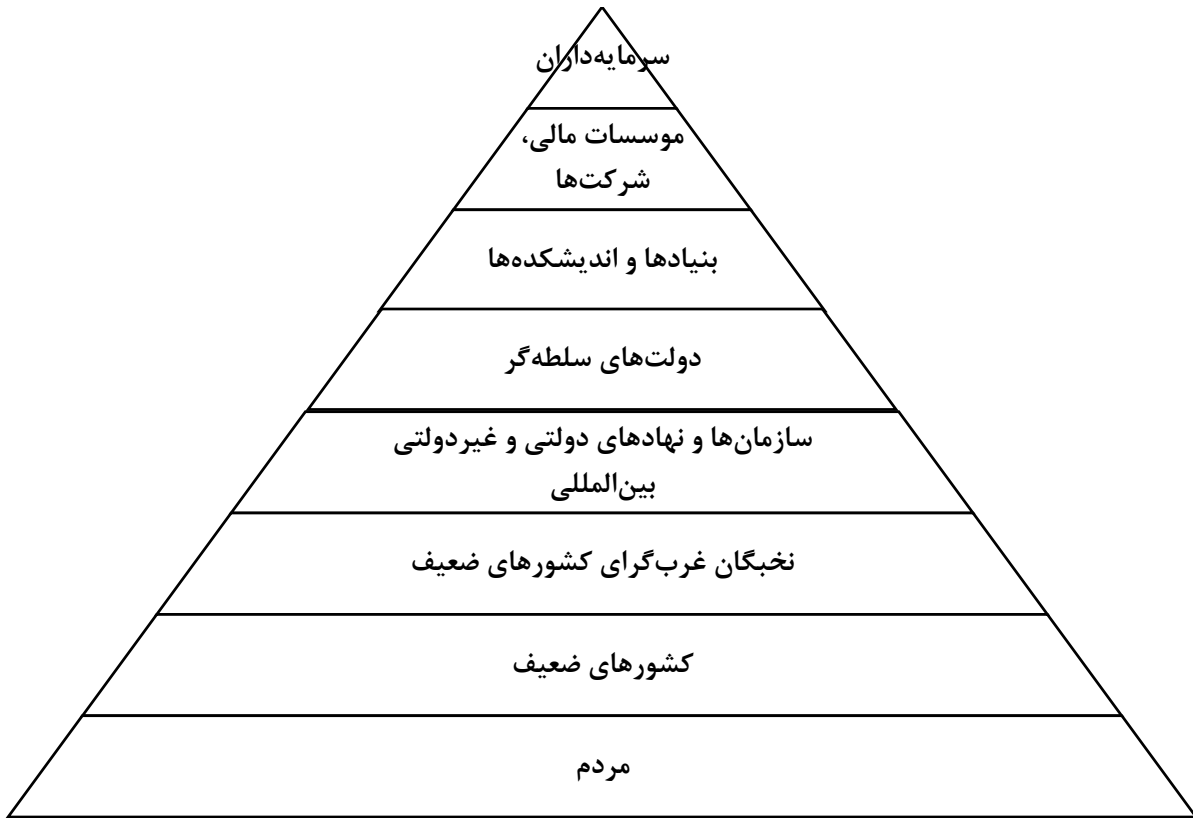 سرمایه‌داران
موسسات مالی،
شرکت‌ها
بنیادها و اندیشکده‌ها
دولت‌های سلطه‌گر
سازمان‌ها و نهادهای دولتی و غیردولتی
بین‌المللی
نخبگان غرب‌گرای کشورهای ضعیف
کشورهای ضعیف
مردم